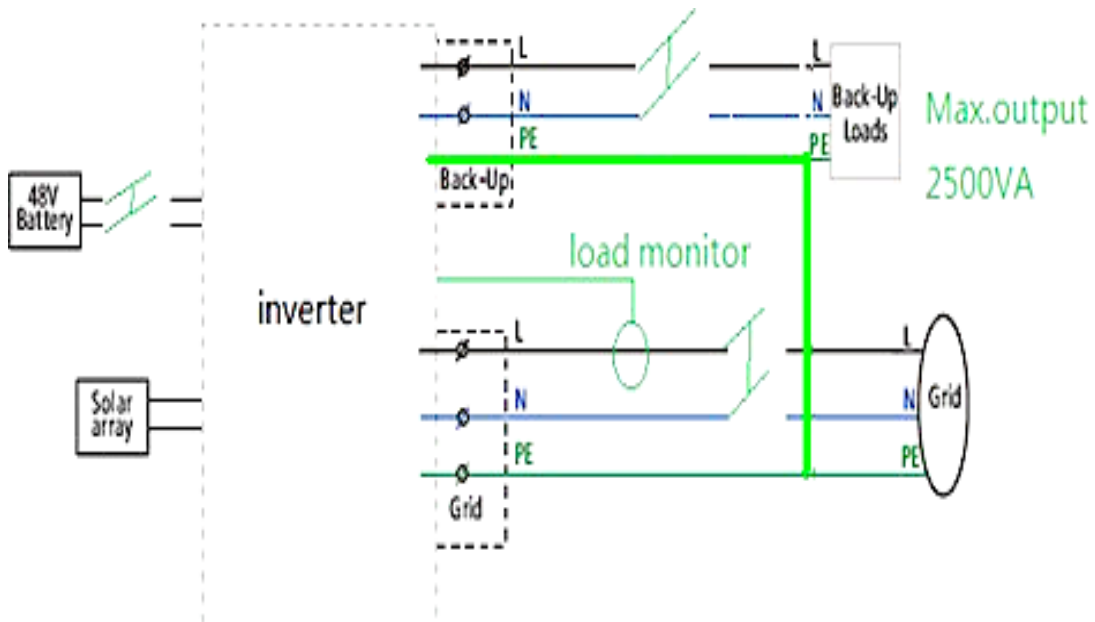 L
N
PE
Back-Up
L
N
PE
Back-Up
Loads
Max.output
2500VA
48V
Battery
load monitor
inverter
Solar
array
L
N
PE
Grid
L
N
PE
Grid